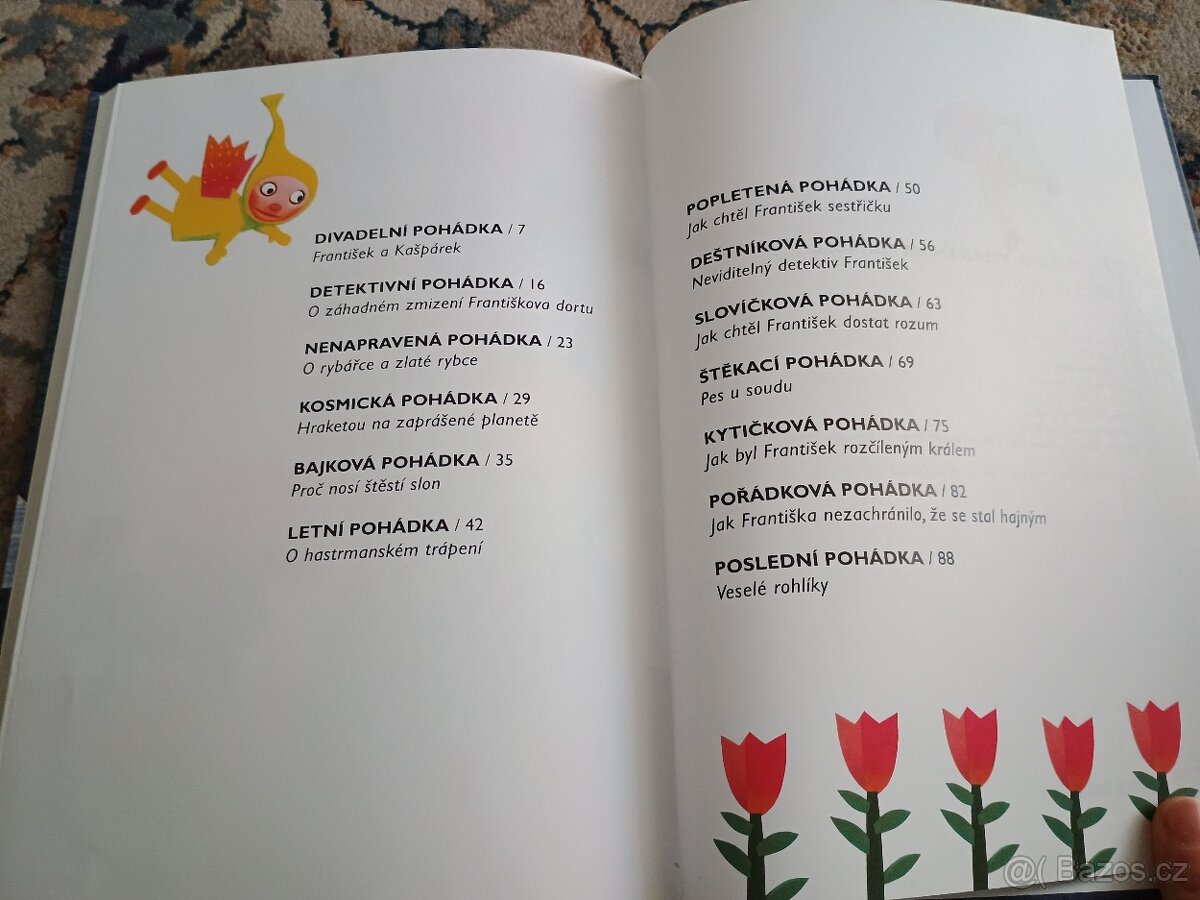 DIVADELNÍ POHÁDKA / 7
František a Kašpárek
DETEKTIVNÍ POHÁDKA / 16
O záhadném zmizení Františkova dortu
NENAPRAVENÁ POHÁDKA / 23
O rybářce a zlaté rybce
KOSMICKÁ POHÁDKA / 29
Hraketou na zaprášené planetě
BAJKOVÁ POHÁDKA / 35
Proč nosí štěstí slon
LETNÍ POHÁDKA / 42
O hastrmanském trápení
POPLETENÁ POHÁDKA / 50
Jak chtěl František sestřičku
DEŠTNÍKOVÁ POHÁDKA / 56
Neviditelný detektiv František
SLOVÍČKOVÁ POHÁDKA / 63
Jak chtěl František dostat rozum
ŠTĚKACÍ POHÁDKA / 69
Pes u soudu
KYTIČKOVÁ POHÁDKA / 75
Jak byl František rozčíleným králem
POŘÁDKOVÁ POHÁDKA / 82
Jak Františka nezachránilo, že se stal hajným
POSLEDNÍ POHÁDKA / 88
Veselé rohlíky
@( Bazos.cz